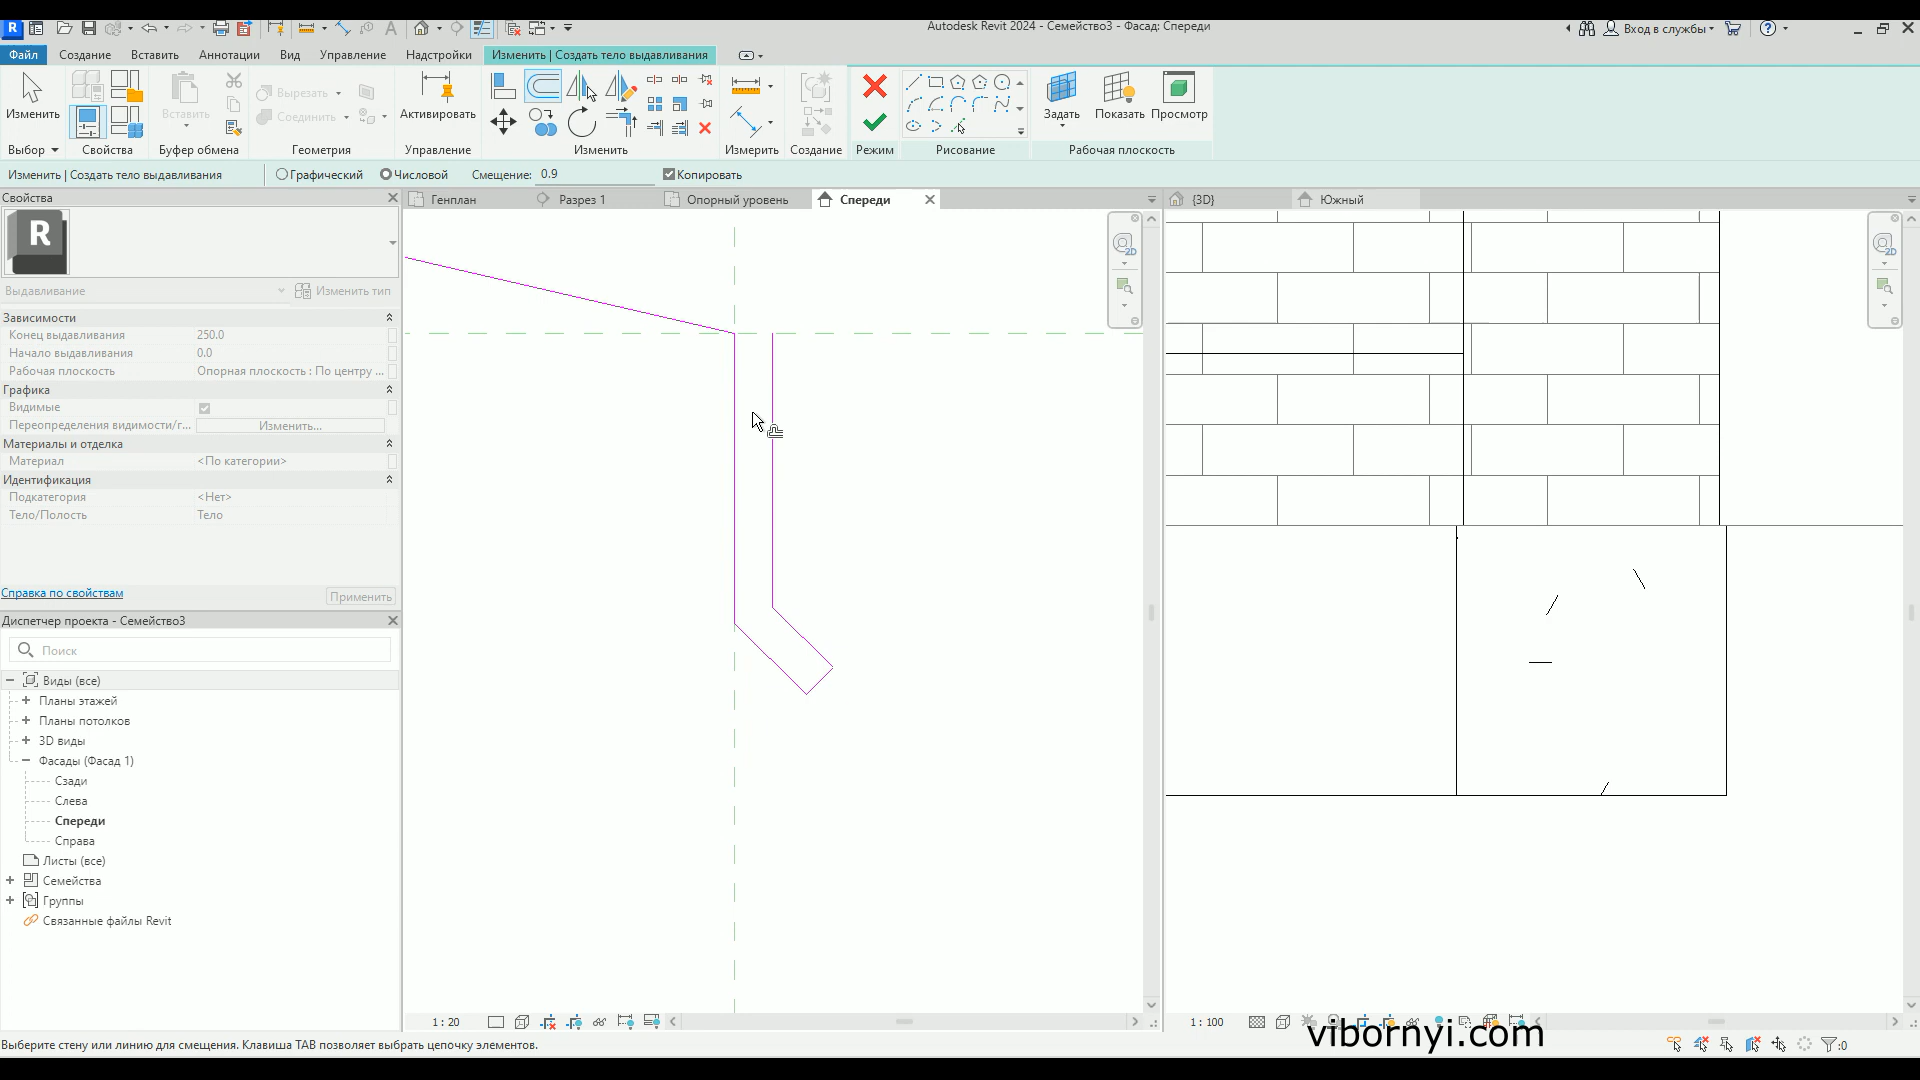 Autodesk Revit 2024 - Семейство3 - Фасад: Спереди
Вход в службы
Файл Создание Вставить Аннотации Вид Управление Надстройки Изменить | Создать тело выдавливания
Изменить Вставить Вырезать Соединить Активировать Задать Показать Просмотр
Выбор Свойства Буфер обмена Геометрия Управление Изменить Измерить Создание Режим Рисование Рабочая плоскость
Изменить | Создать тело выдавливания Графический Числовой Смещение: 0.9 Копировать
Свойства
Генплан Разрез 1 Опорный уровень Спереди {3D} Южный
R
2D 2D
Выдавливание Изменить тип
Зависимости
Конец выдавливания 250.0
Начало выдавливания 0.0
Рабочая плоскость Опорная плоскость : По центру ...
Графика
Видимые
Переопределения видимости/г... Изменить...
Материалы и отделка
Материал <По категории>
Идентификация
Подкатегория <Нет>
Тело/Полость Тело
Справка по свойствам Применить
Диспетчер проекта - Семейство3
Поиск
Виды (все)
Планы этажей
Планы потолков
3D виды
Фасады (Фасад 1)
Сзади
Слева
Спереди
Справа
Листы (все)
Семейства
Группы
Связанные файлы Revit
1 : 20 1 : 100
vibornyi.com
Выберите стену или линию для смещения. Клавиша TAB позволяет выбрать цепочку элементов. :0